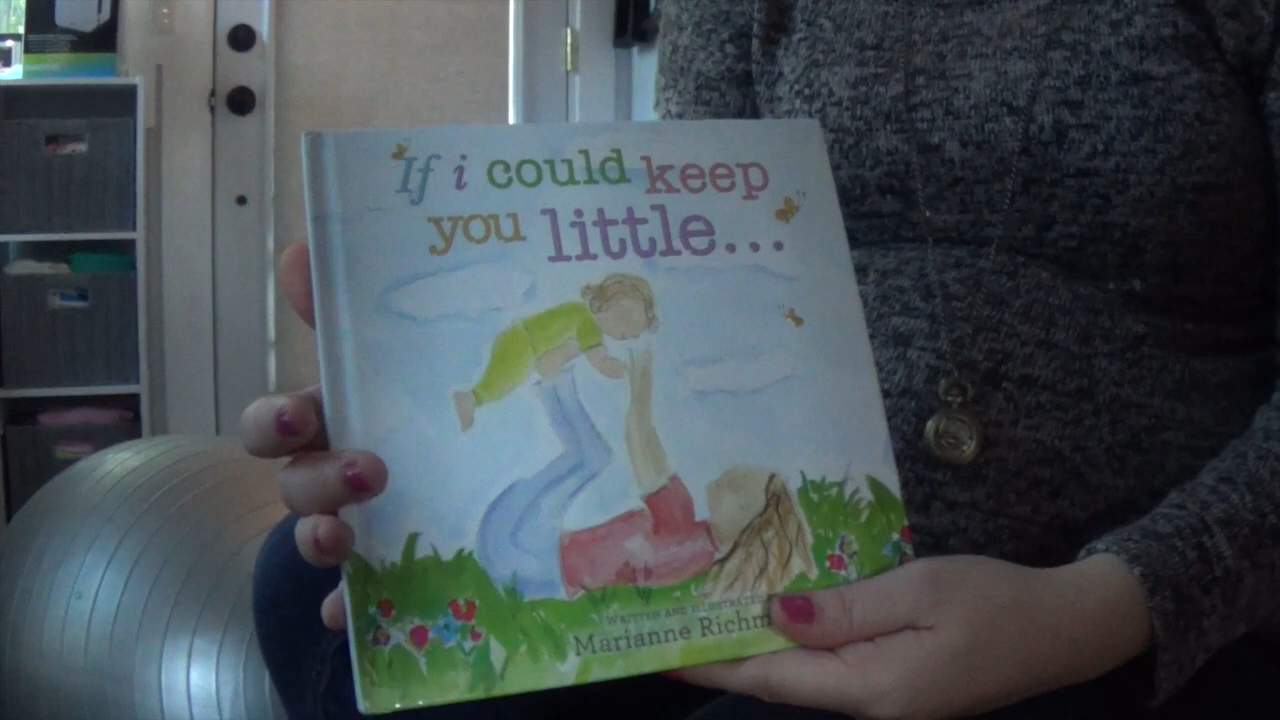 If i could keep
you little...
WRITTEN AND ILLUSTRATED
Marianne Richm